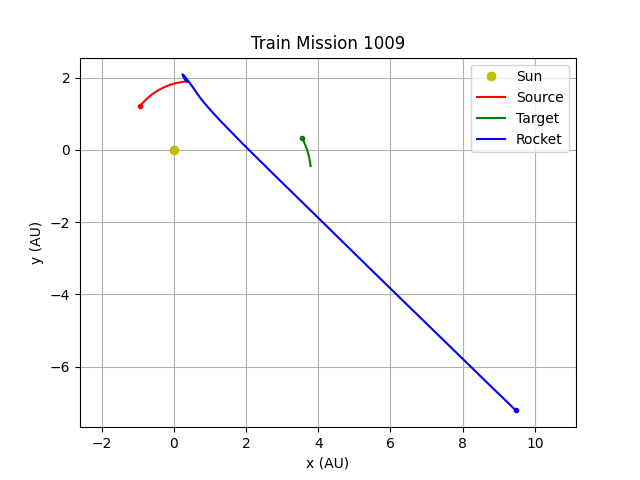 Train Mission 1009
Sun
Source
Target
Rocket
2
0
−2
−4
−6
y (AU)
−2
0
2
4
6
8
10
x (AU)